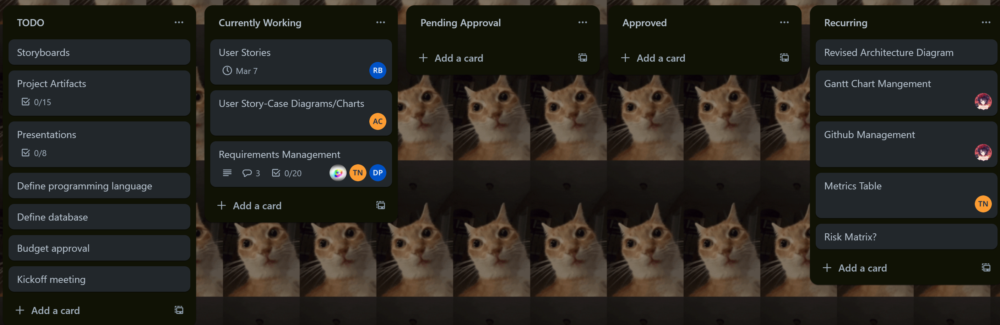 TODO
Storyboards
Project Artifacts
0/15
Presentations
0/8
Define programming language
Define database
Budget approval
Kickoff meeting
Add a card
Currently Working
User Stories
Mar 7
RB
User Story-Case Diagrams/Charts
AC
Requirements Management
3 0/20 TN DP
Add a card
Pending Approval
Add a card
Approved
Add a card
Recurring
Revised Architecture Diagram
Gantt Chart Mangement
Github Management
Metrics Table
TN
Risk Matrix?
Add a card